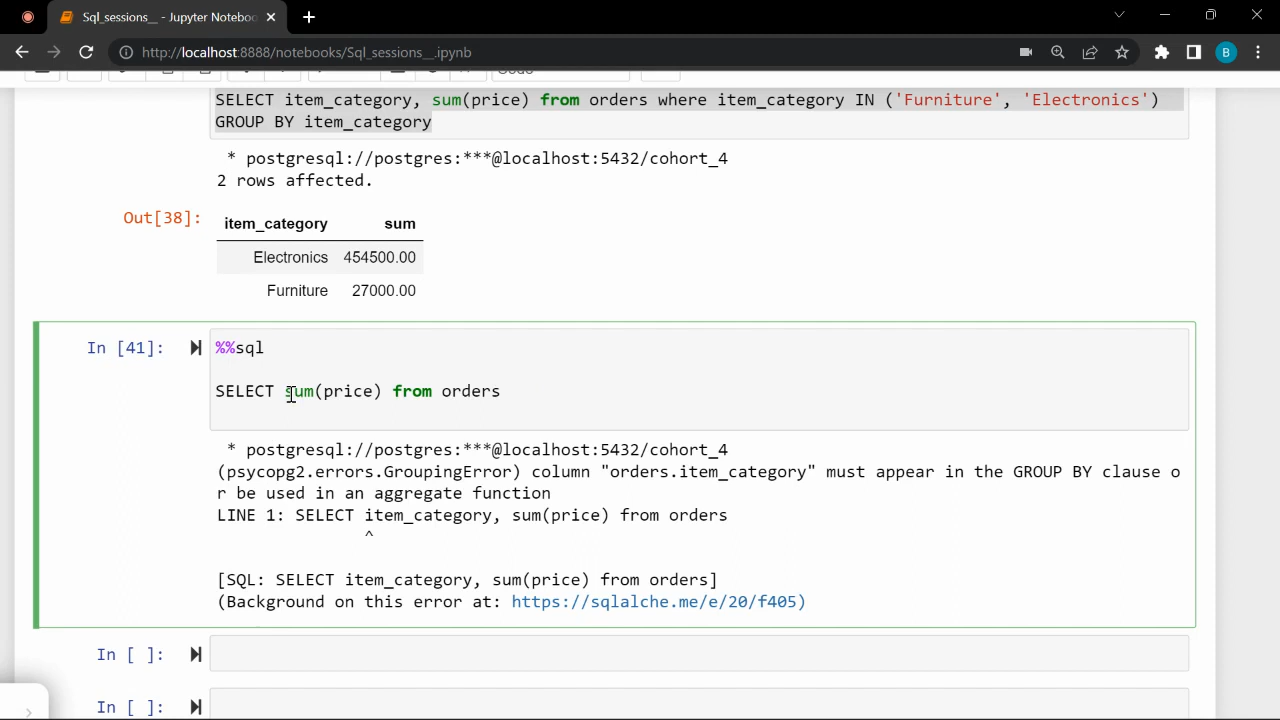 Sql_sessions__ - Jupyter Noteboo
http://localhost:8888/notebooks/Sql_sessions__.ipynb
B
SELECT item_category, sum(price) from orders where item_category IN ('Furniture', 'Electronics')
GROUP BY item_category
* postgresql://postgres:***@localhost:5432/cohort_4
2 rows affected.
Out[38]:
item_category sum
Electronics 454500.00
Furniture 27000.00
In [41]:
%%sql
SELECT sum(price) from orders
* postgresql://postgres:***@localhost:5432/cohort_4
(psycopg2.errors.GroupingError) column "orders.item_category" must appear in the GROUP BY clause o
r be used in an aggregate function
LINE 1: SELECT item_category, sum(price) from orders
^
[SQL: SELECT item_category, sum(price) from orders]
(Background on this error at: https://sqlalche.me/e/20/f405)
In [ ]:
In [ ]: